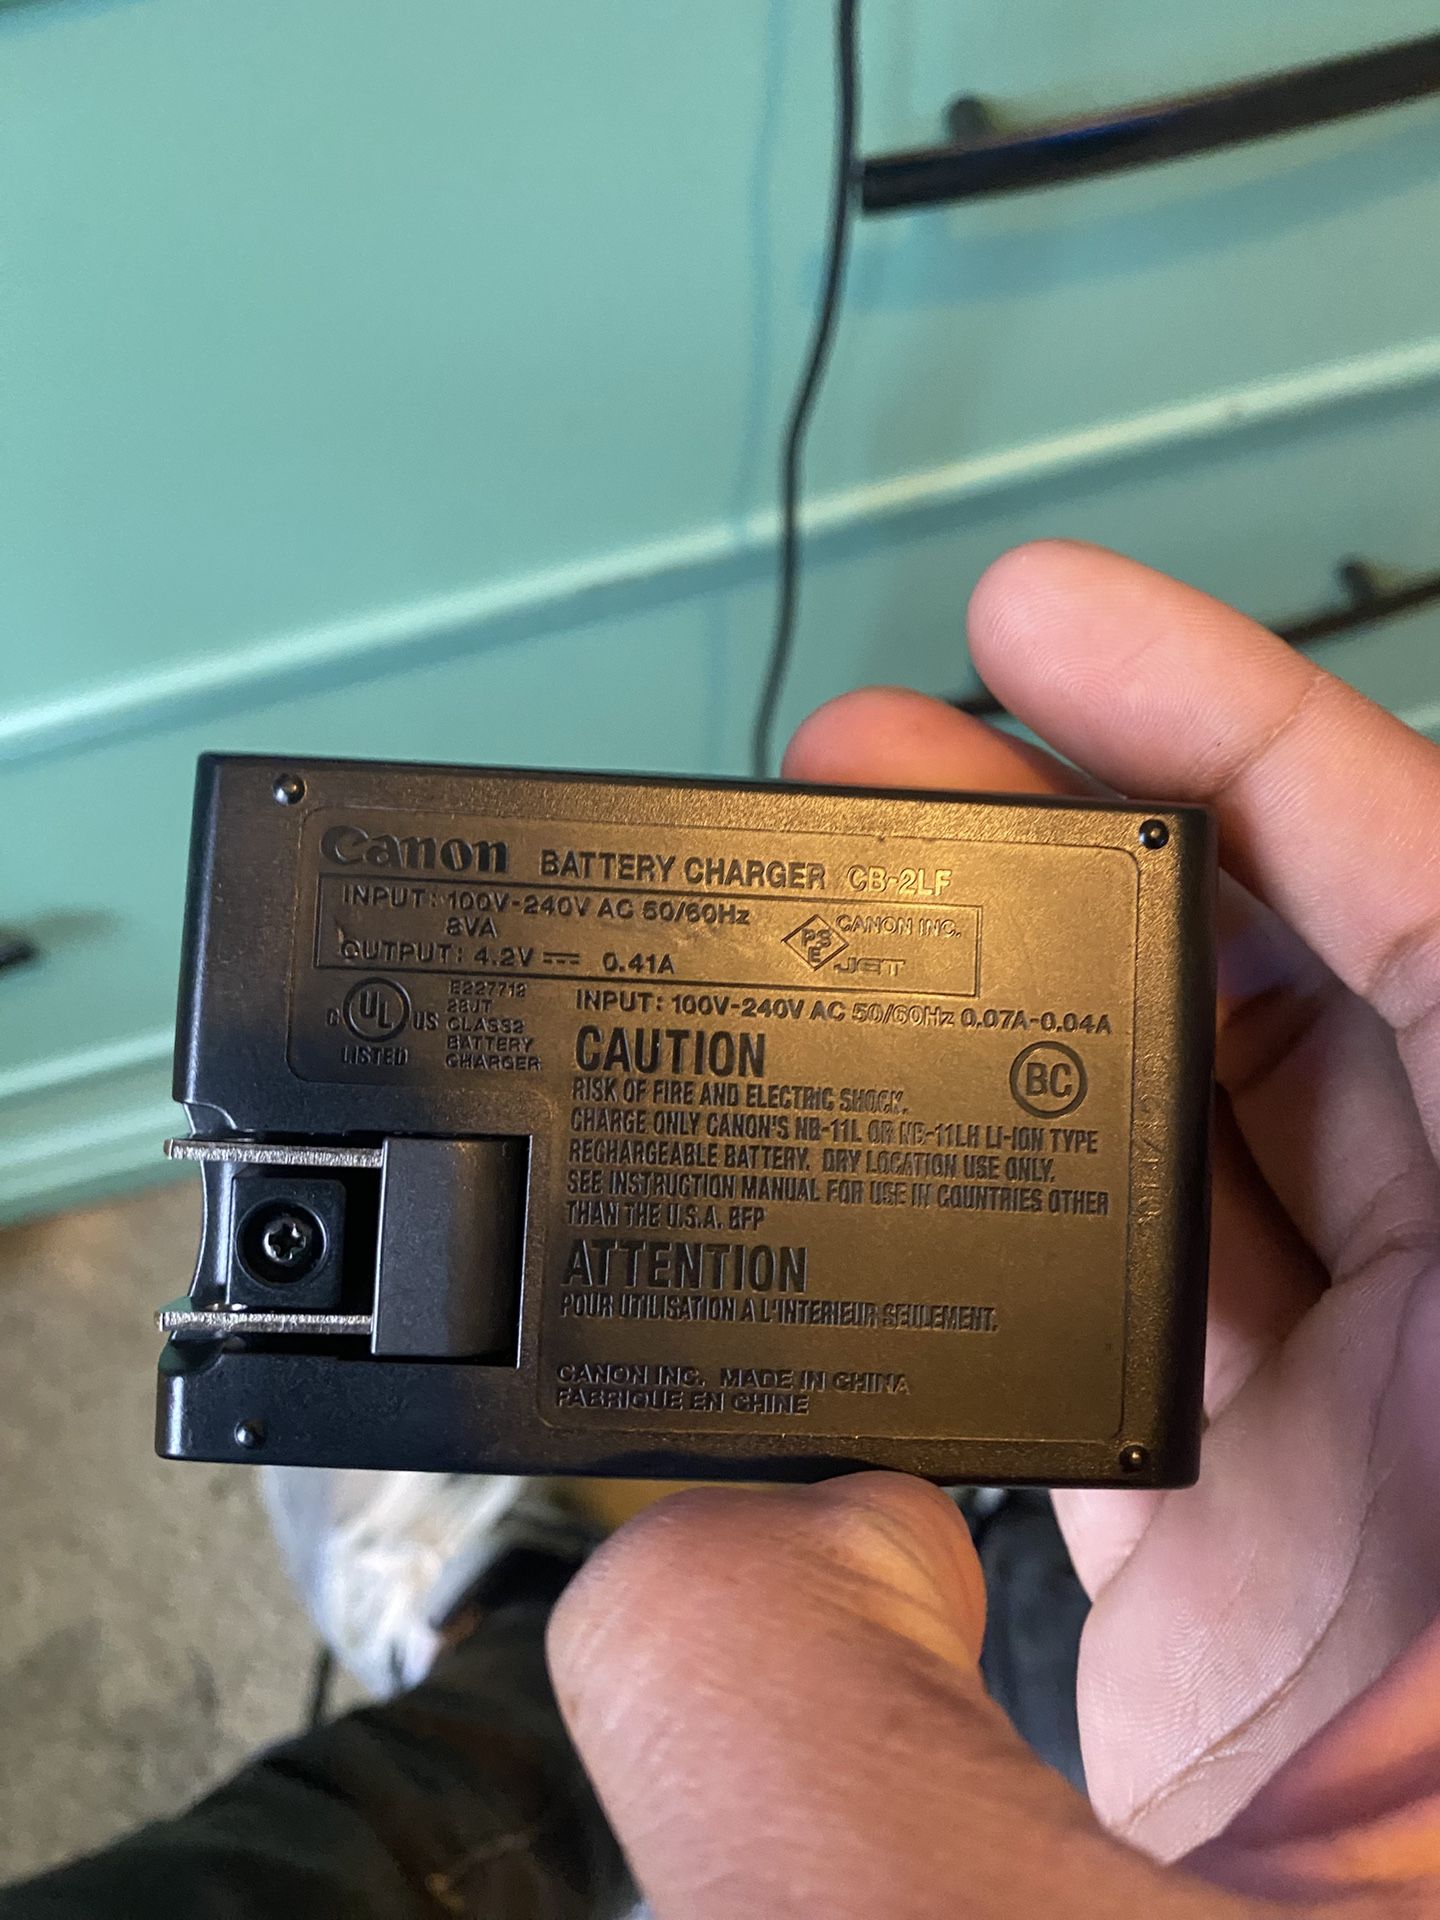 Canon BATTERY CHARGER CB-2LF
INPUT: 100V-240V AC 50/60Hz
8VA
OUTPUT: 4.2V ⎓ 0.41A
PS E CANON INC.
JET
C UL US
LISTED
E227712
28JT
CLASS2
BATTERY
CHARGER
INPUT: 100V-240V AC 50/60Hz 0.07A-0.04A
CAUTION
BC
RISK OF FIRE AND ELECTRIC SHOCK.
CHARGE ONLY CANON'S NB-11L OR NB-11LH LI-ION TYPE
RECHARGEABLE BATTERY. DRY LOCATION USE ONLY.
SEE INSTRUCTION MANUAL FOR USE IN COUNTRIES OTHER
THAN THE U.S.A. BFP
ATTENTION
POUR UTILISATION A L'INTERIEUR SEULEMENT.
CANON INC. MADE IN CHINA
FABRIQUE EN CHINE